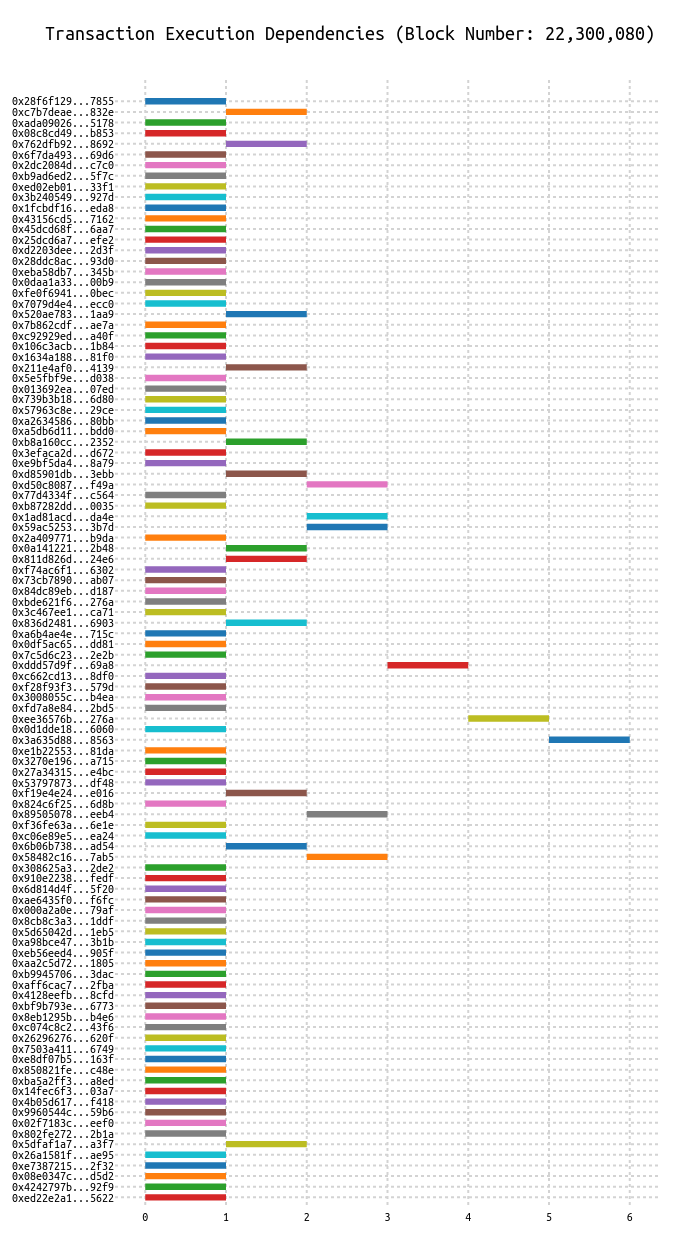 Transaction Execution Dependencies (Block Number: 22,300,080)
0x28f6f129...7855
0xc7b7deae...832e
0xada09026...5178
0x08c8cd49...b853
0x762dfb92...8692
0x6f7da493...69d6
0x2dc2084d...c7c0
0xb9ad6ed2...5f7c
0xed02eb01...33f1
0x3b240549...927d
0x1fcbdf16...eda8
0x43156cd5...7162
0x45dcd68f...6aa7
0x25dcd6a7...efe2
0xd2203dee...2d3f
0x28ddc8ac...93d0
0xeba58db7...345b
0x0daa1a33...00b9
0xfe0f6941...0bec
0x7079d4e4...ecc0
0x520ae783...1aa9
0x7b862cdf...ae7a
0xc92929ed...a40f
0x106c3acb...1b84
0x1634a188...81f0
0x211e4af0...4139
0x5e5fbf9e...d038
0x013692ea...07ed
0x739b3b18...6d80
0x57963c8e...29ce
0xa2634586...80bb
0xa5db6d11...bdd0
0xb8a160cc...2352
0x3efaca2d...d672
0xe9bf5da4...8a79
0xd85901db...3ebb
0xd50c8087...f49a
0x77d4334f...c564
0xb87282dd...0035
0x1ad81acd...da4e
0x59ac5253...3b7d
0x2a409771...b9da
0x0a141221...2b48
0x811d826d...24e6
0xf74ac6f1...6302
0x73cb7890...ab07
0x84dc89eb...d187
0xbde621f6...276a
0x3c467ee1...ca71
0x836d2481...6903
0xa6b4ae4e...715c
0x0df5ac65...dd81
0x7c5d6c23...2e2b
0xddd57d9f...69a8
0xc662cd13...8df0
0xf28f93f3...579d
0x3008055c...b4ea
0xfd7a8e84...2bd5
0xee36576b...276a
0x0d1dde18...6060
0x3a635d88...8563
0xe1b22553...81da
0x3270e196...a715
0x27a34315...e4bc
0x53797873...df48
0xf19e4e24...e016
0x824c6f25...6d8b
0x89505078...eeb4
0xf36fe63a...6e1e
0xc06e89e5...ea24
0x6b06b738...ad54
0x58482c16...7ab5
0x308625a3...2de2
0x910e2238...fedf
0x6d814d4f...5f20
0xae6435f0...f6fc
0x000a2a0e...79af
0x8cb8c3a3...1ddf
0x5d65042d...1eb5
0xa98bce47...3b1b
0xeb56eed4...905f
0xaa2c5d72...1805
0xb9945706...3dac
0xaff6cac7...2fba
0x4128eefb...8cfd
0xbf9b793e...6773
0x8eb1295b...b4e6
0xc074c8c2...43f6
0x26296276...620f
0x7503a411...6749
0xe8df07b5...163f
0x850821fe...c48e
0xba5a2ff3...a8ed
0x14fec6f3...03a7
0x4b05d617...f418
0x9960544c...59b6
0x02f7183c...eef0
0x802fe272...2b1a
0x5dfaf1a7...a3f7
0x26a1581f...ae95
0xe7387215...2f32
0x08e0347c...d5d2
0x4242797b...92f9
0xed22e2a1...5622
0 1 2 3 4 5 6